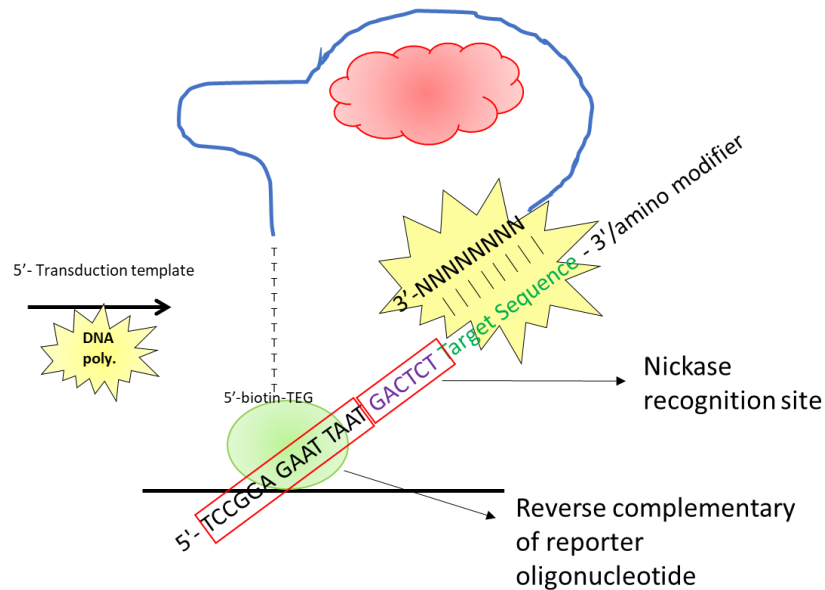 5'- Transduction template
DNA
poly.
T
T
T
T
T
T
T
T
T
T
5'-biotin-TEG
3'-NNNNNNNNN
Target Sequence - 3'/amino modifier
GACTCT
5'- TCCGGA GAAT TAAT
Nickase
recognition site
Reverse complementary
of reporter
oligonucleotide